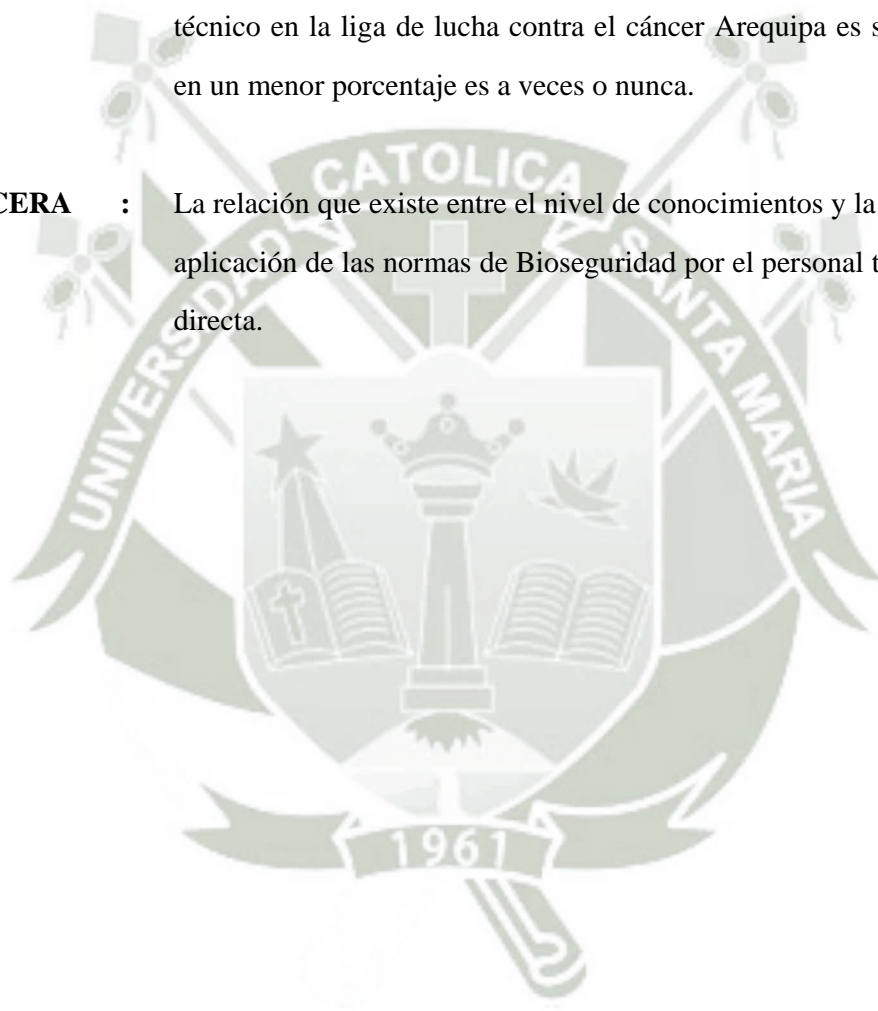 técnico en la liga de lucha contra el cáncer Arequipa es s
en un menor porcentaje es a veces o nunca.
CERA : La relación que existe entre el nivel de conocimientos y la
aplicación de las normas de Bioseguridad por el personal t
directa.
UNIVERSIDAD CATOLICA SANTA MARIA
1961